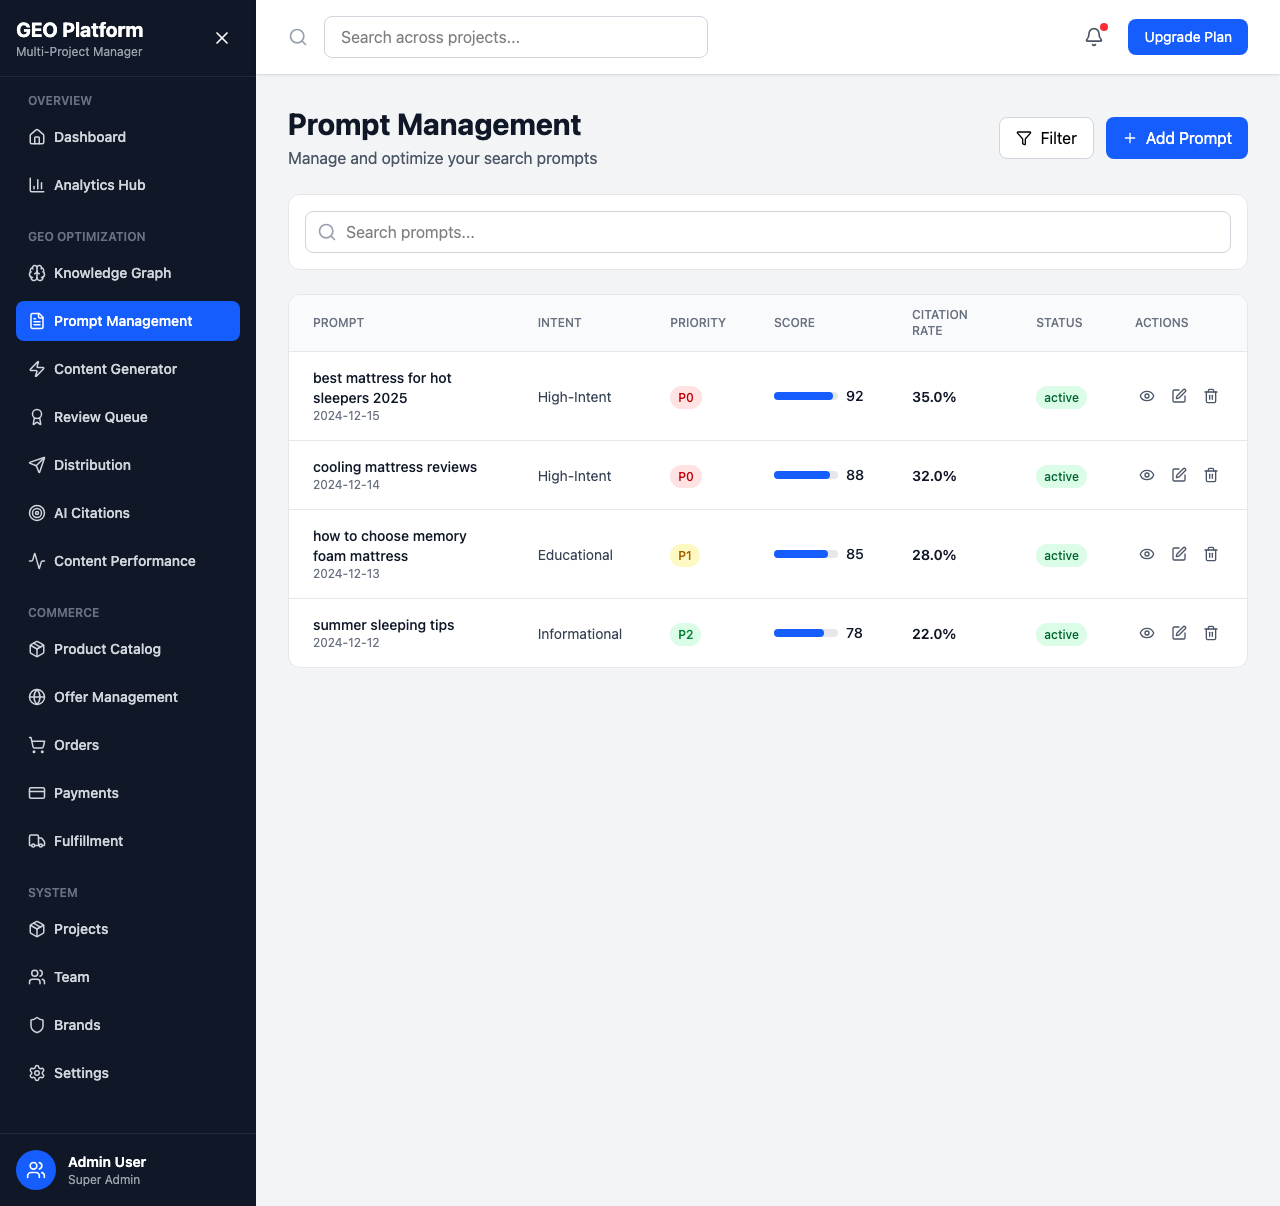 GEO Platform
Multi-Project Manager
OVERVIEW
Dashboard
Analytics Hub
GEO OPTIMIZATION
Knowledge Graph
Prompt Management
Content Generator
Review Queue
Distribution
AI Citations
Content Performance
COMMERCE
Product Catalog
Offer Management
Orders
Payments
Fulfillment
SYSTEM
Projects
Team
Brands
Settings
Admin User
Super Admin
Search across projects...
Upgrade Plan
Prompt Management
Manage and optimize your search prompts
Filter
Add Prompt
Search prompts...
PROMPT INTENT PRIORITY SCORE CITATION RATE STATUS ACTIONS
best mattress for hot
sleepers 2025
2024-12-15
High-Intent P0 92 35.0% active
cooling mattress reviews
2024-12-14
High-Intent P0 88 32.0% active
how to choose memory
foam mattress
2024-12-13
Educational P1 85 28.0% active
summer sleeping tips
2024-12-12
Informational P2 78 22.0% active